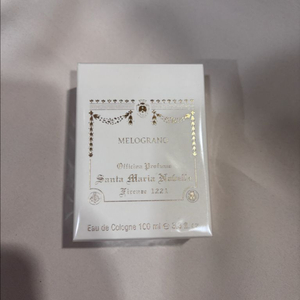 MELOGRANO
Officina Profumo
Santa Maria Novella
Firenze 1221
Eau de Cologne 100 ml ℮